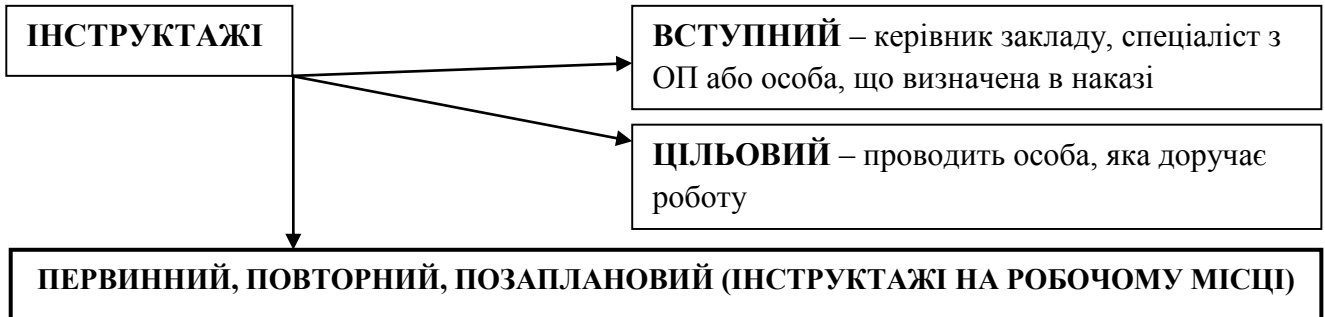 ІНСТРУКТАЖІ
ВСТУПНИЙ – керівник закладу, спеціаліст з
ОП або особа, що визначена в наказі
ЦІЛЬОВИЙ – проводить особа, яка доручає
роботу
ПЕРВИННИЙ, ПОВТОРНИЙ, ПОЗАПЛАНОВИЙ (ІНСТРУКТАЖІ НА РОБОЧОМУ МІСЦІ)